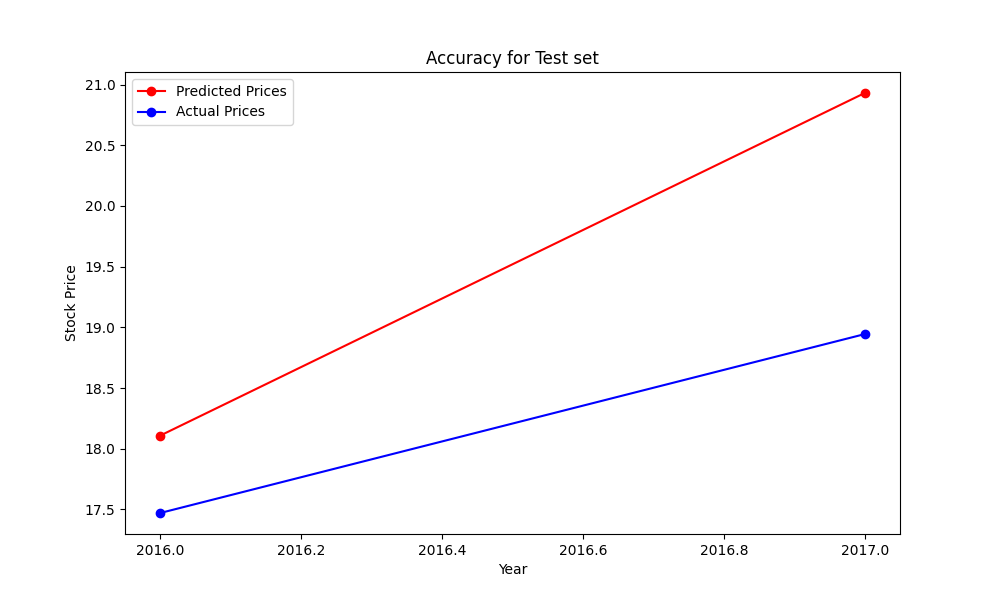 Accuracy for Test set
Predicted Prices
Actual Prices
21.0
20.5
20.0
19.5
19.0
18.5
18.0
17.5
Stock Price
2016.0 2016.2 2016.4 2016.6 2016.8 2017.0
Year